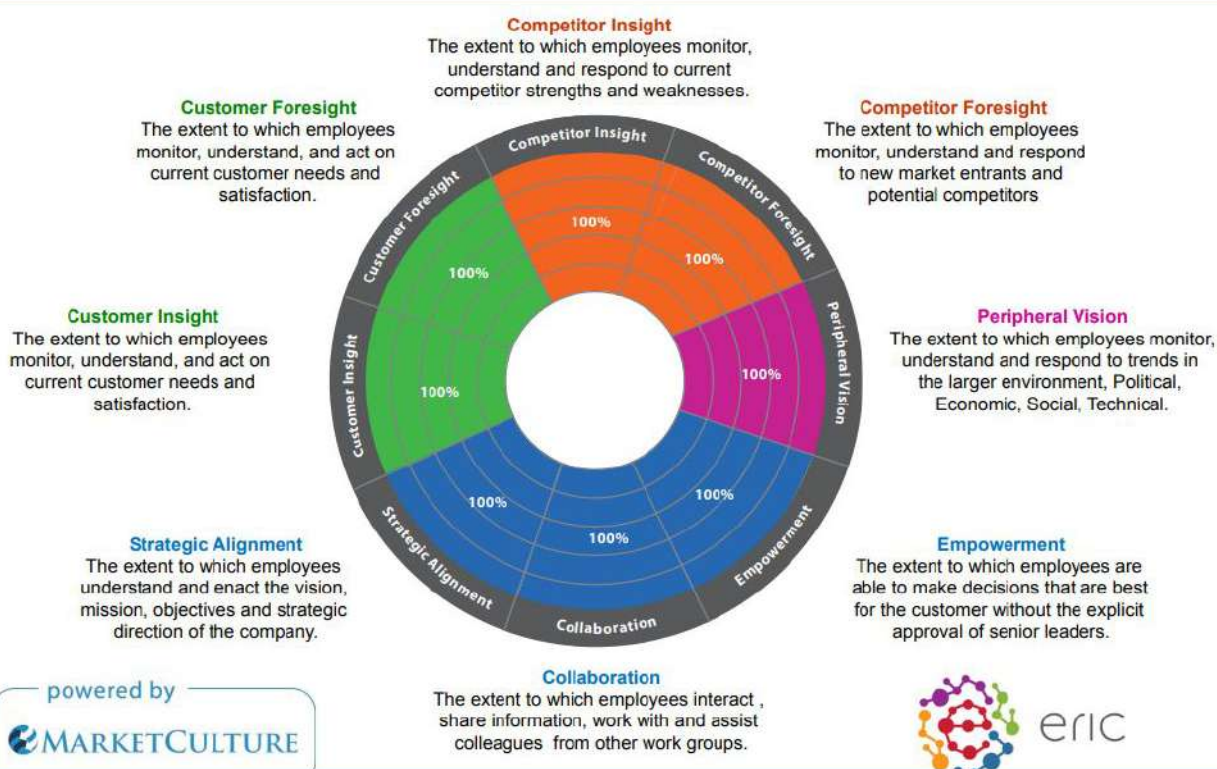 Competitor Insight
The extent to which employees monitor,
understand and respond to current
competitor strengths and weaknesses.
Customer Foresight
The extent to which employees
monitor, understand, and act on
current customer needs and
satisfaction.
Competitor Foresight
The extent to which employees
monitor, understand and respond
to new market entrants and
potential competitors
Customer Insight
The extent to which employees
monitor, understand, and act on
current customer needs and
satisfaction.
Peripheral Vision
The extent to which employees monitor,
understand and respond to trends in
the larger environment, Political,
Economic, Social, Technical.
Competitor Insight
Competitor Foresight
Customer Foresight
Peripheral Vision
Customer Insight
Strategic Alignment
Collaboration
Empowerment
100%
100%
100%
100%
100%
100%
100%
100%
Strategic Alignment
The extent to which employees
understand and enact the vision,
mission, objectives and strategic
direction of the company.
Empowerment
The extent to which employees are
able to make decisions that are best
for the customer without the explicit
approval of senior leaders.
Collaboration
The extent to which employees interact ,
share information, work with and assist
colleagues from other work groups.
powered by
MARKETCULTURE
eric